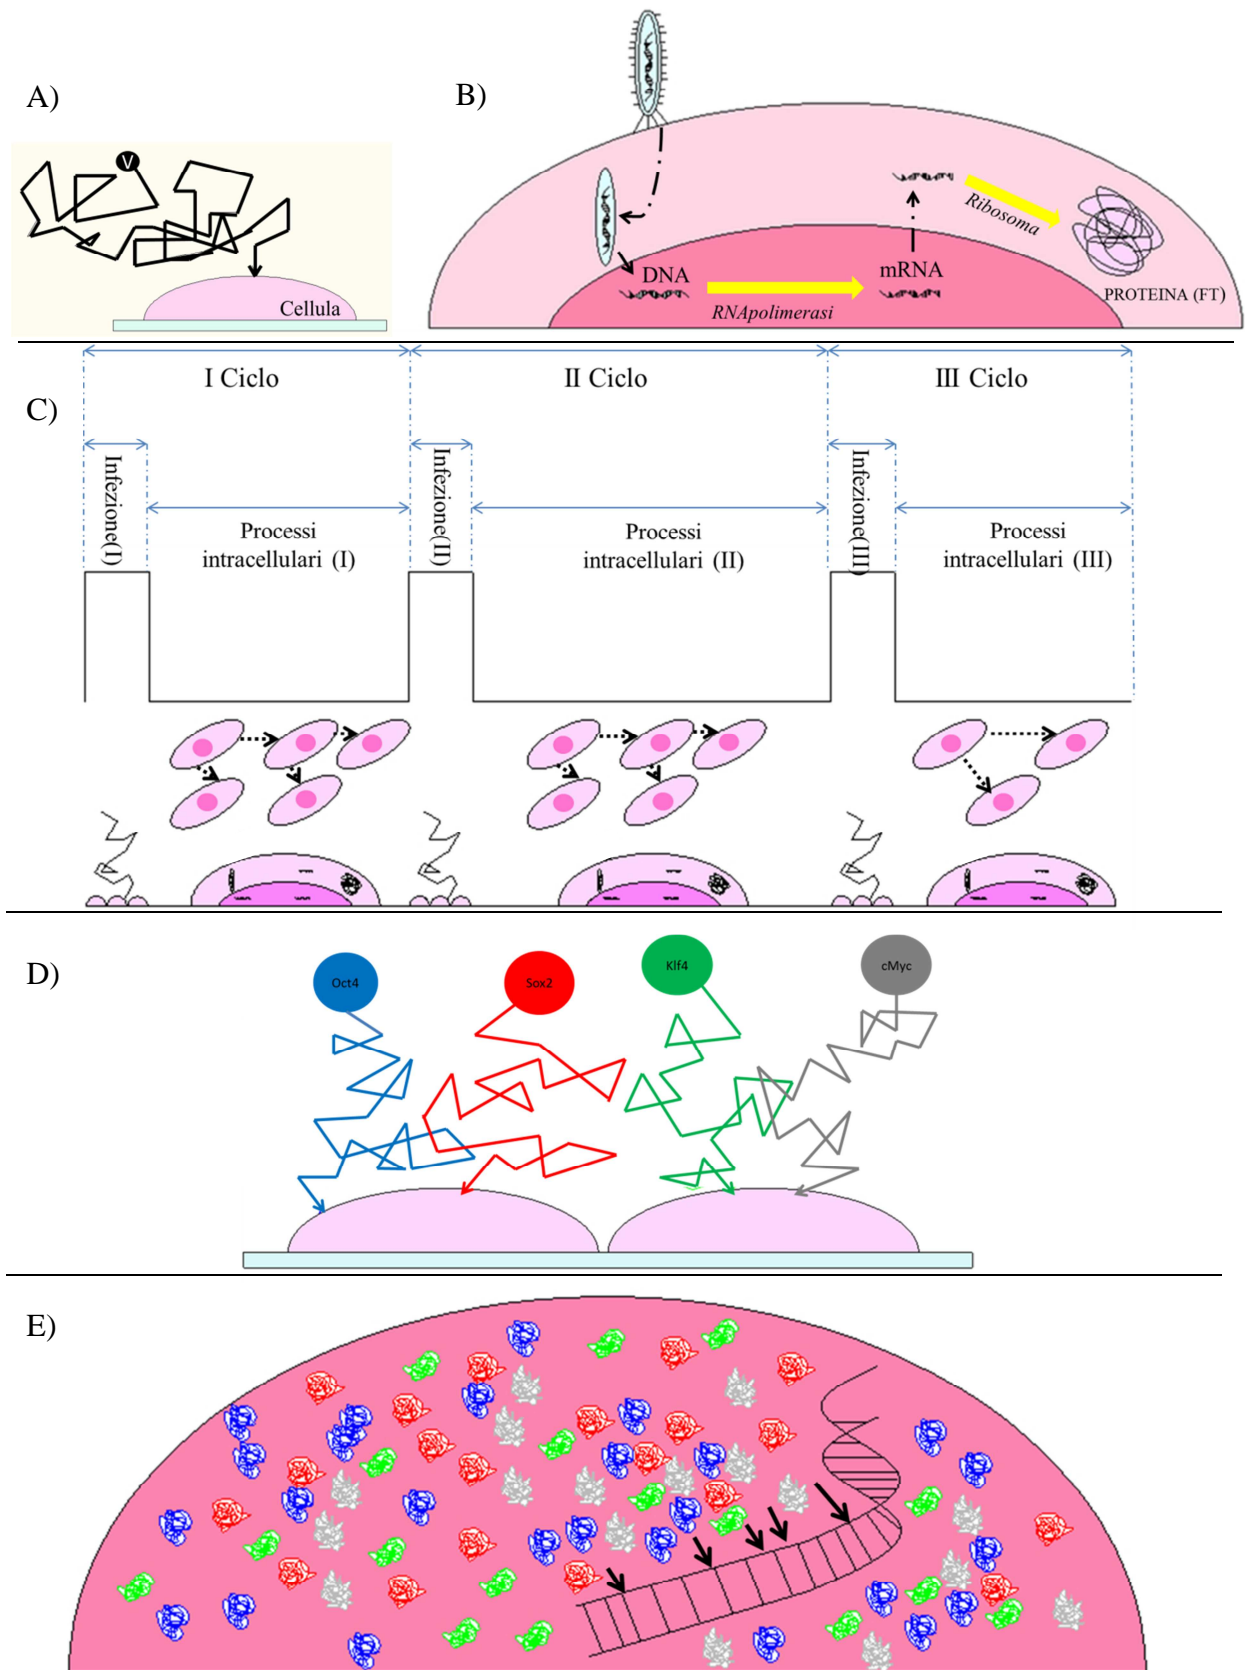 A)
V
Cellula
B)
DNA
RNApolimerasi
mRNA
Ribosoma
PROTEINA (FT)
I Ciclo
II Ciclo
III Ciclo
C)
Infezione(I)
Processi
intracellulari (I)
Infezione(II)
Processi
intracellulari (II)
Infezione(III)
Processi
intracellulari (III)
D)
Oct4
Sox2
Klf4
cMyc
E)